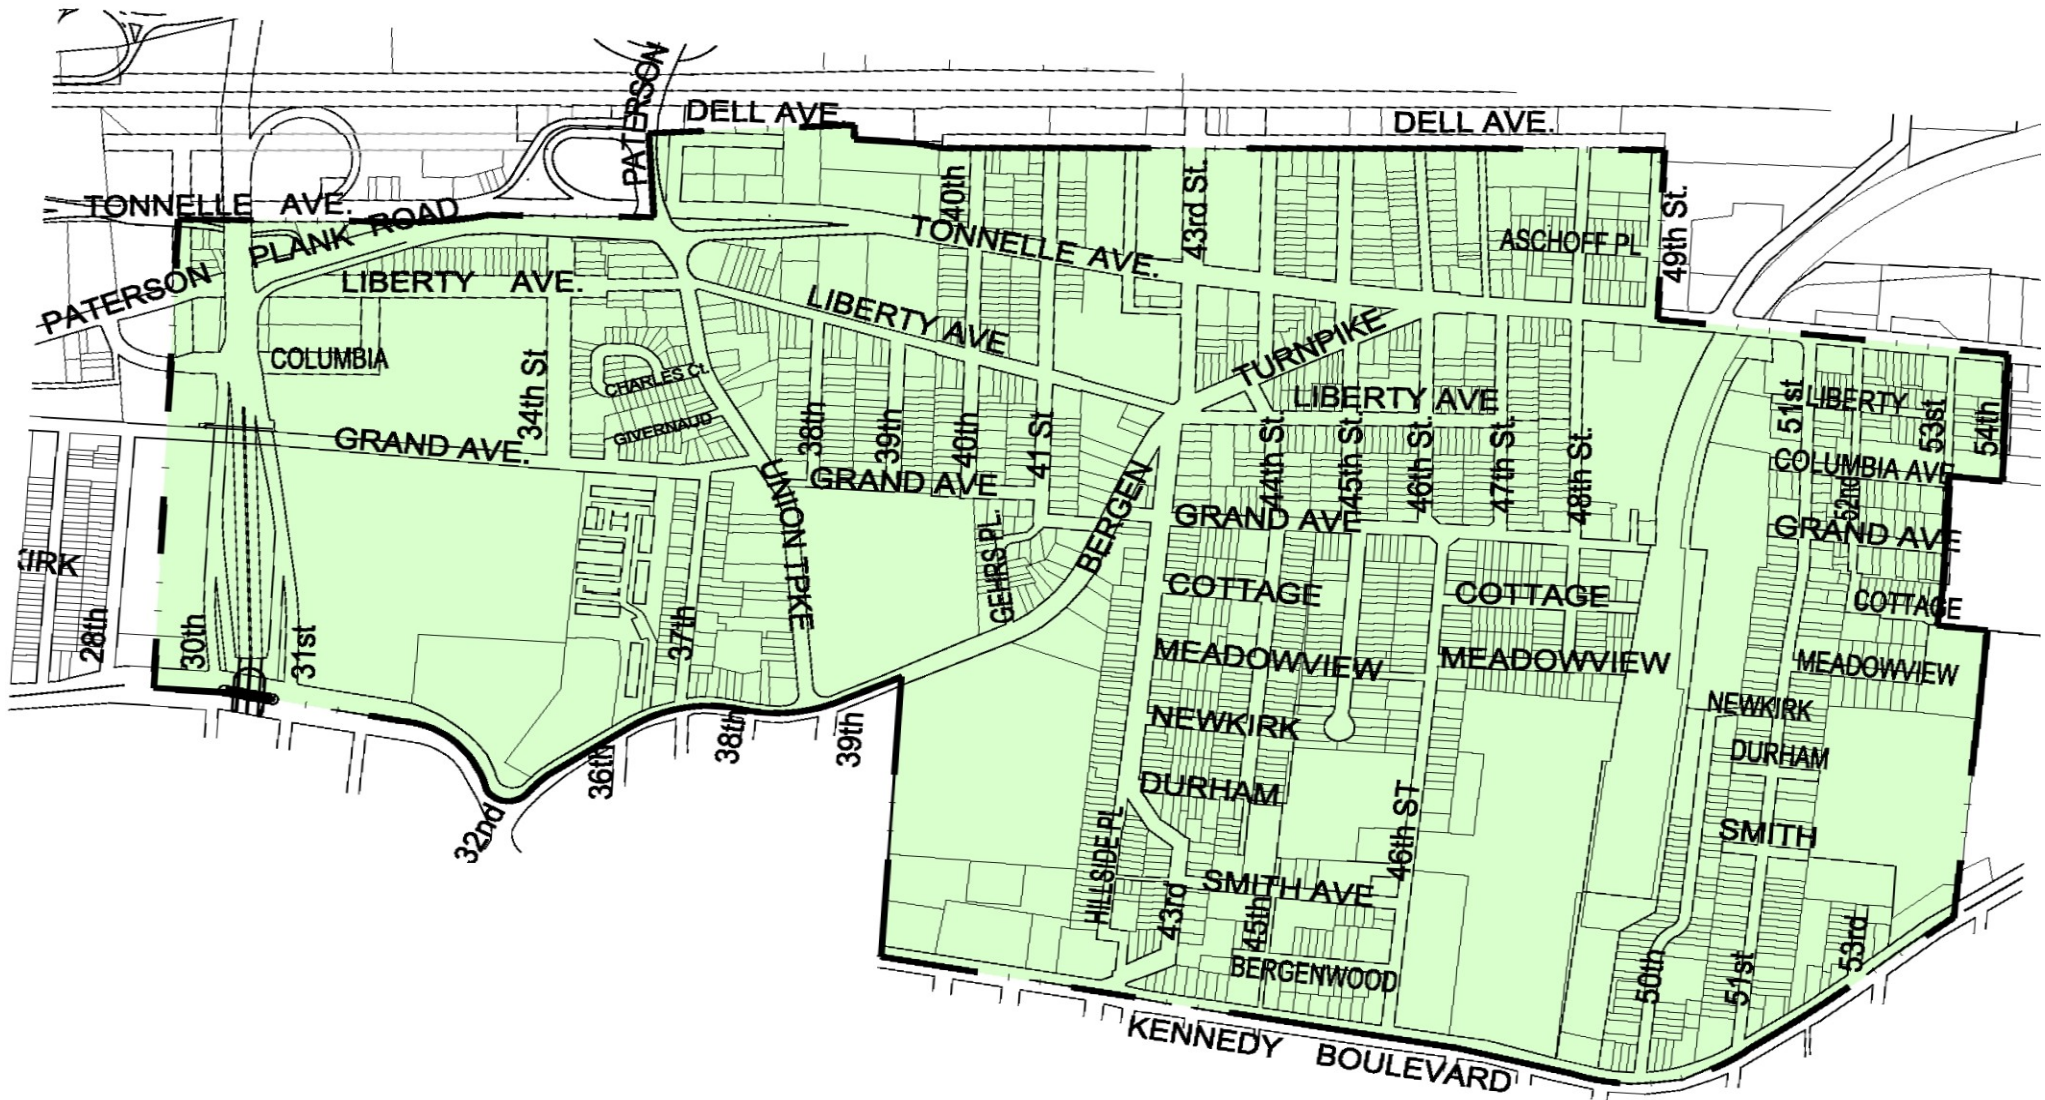 PATERSON
DELL AVE.
DELL AVE.
TONNELLE AVE.
PLANK ROAD
PATERSON
40th
43rd St.
49th St.
TONNELLE AVE.
ASCHOFF PL
LIBERTY AVE.
LIBERTY AVE
TURNPIKE
COLUMBIA
34th St
CHARLES Ct.
GIVERNAUD
LIBERTY AVE
51st
LIBERTY
53rd
54th
GRAND AVE.
38th
39th
40th
41 St
44th St.
45th St.
46th St.
47th St.
48th St.
COLUMBIA AVE
52nd
UNION TPKE
GRAND AVE
BERGEN
GRAND AVE
GRAND AVE
GEHRS PL.
28th
30th
31st
37th
COTTAGE
COTTAGE
COTTAGE
MEADOWVIEW
MEADOWVIEW
MEADOWVIEW
NEWKIRK
NEWKIRK
32nd
36th
38th
39th
DURHAM
DURHAM
46th ST
SMITH
HILLSIDE PL
43rd
SMITH AVE
45th
BERGENWOOD
50th
51st
53rd
KENNEDY BOULEVARD